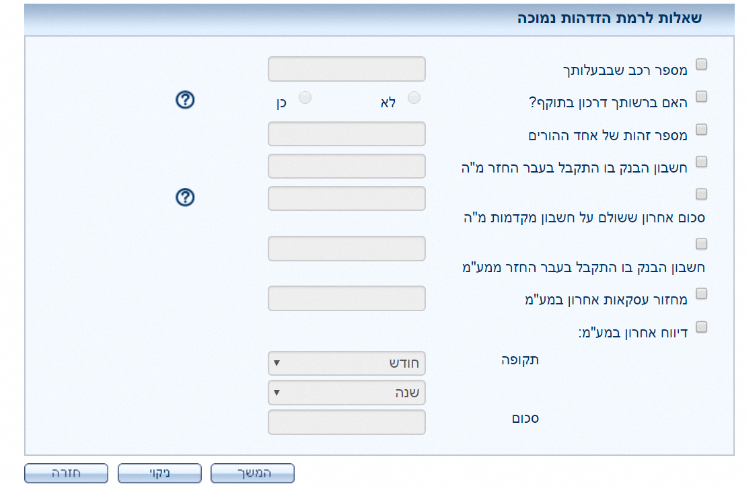 שאלות לרמת הזדהות נמוכה
מספר רכב שבבעלותך
האם ברשותך דרכון בתוקף? לא כן ?
מספר זהות של אחד ההורים
חשבון הבנק בו התקבל בעבר החזר מ"ה
סכום אחרון ששולם על חשבון מקדמות מ"ה ?
חשבון הבנק בו התקבל בעבר החזר ממע"מ
מחזור עסקאות אחרון במע"מ
דיווח אחרון במע"מ:
תקופה חודש
שנה
סכום
המשך ניקוי חזרה